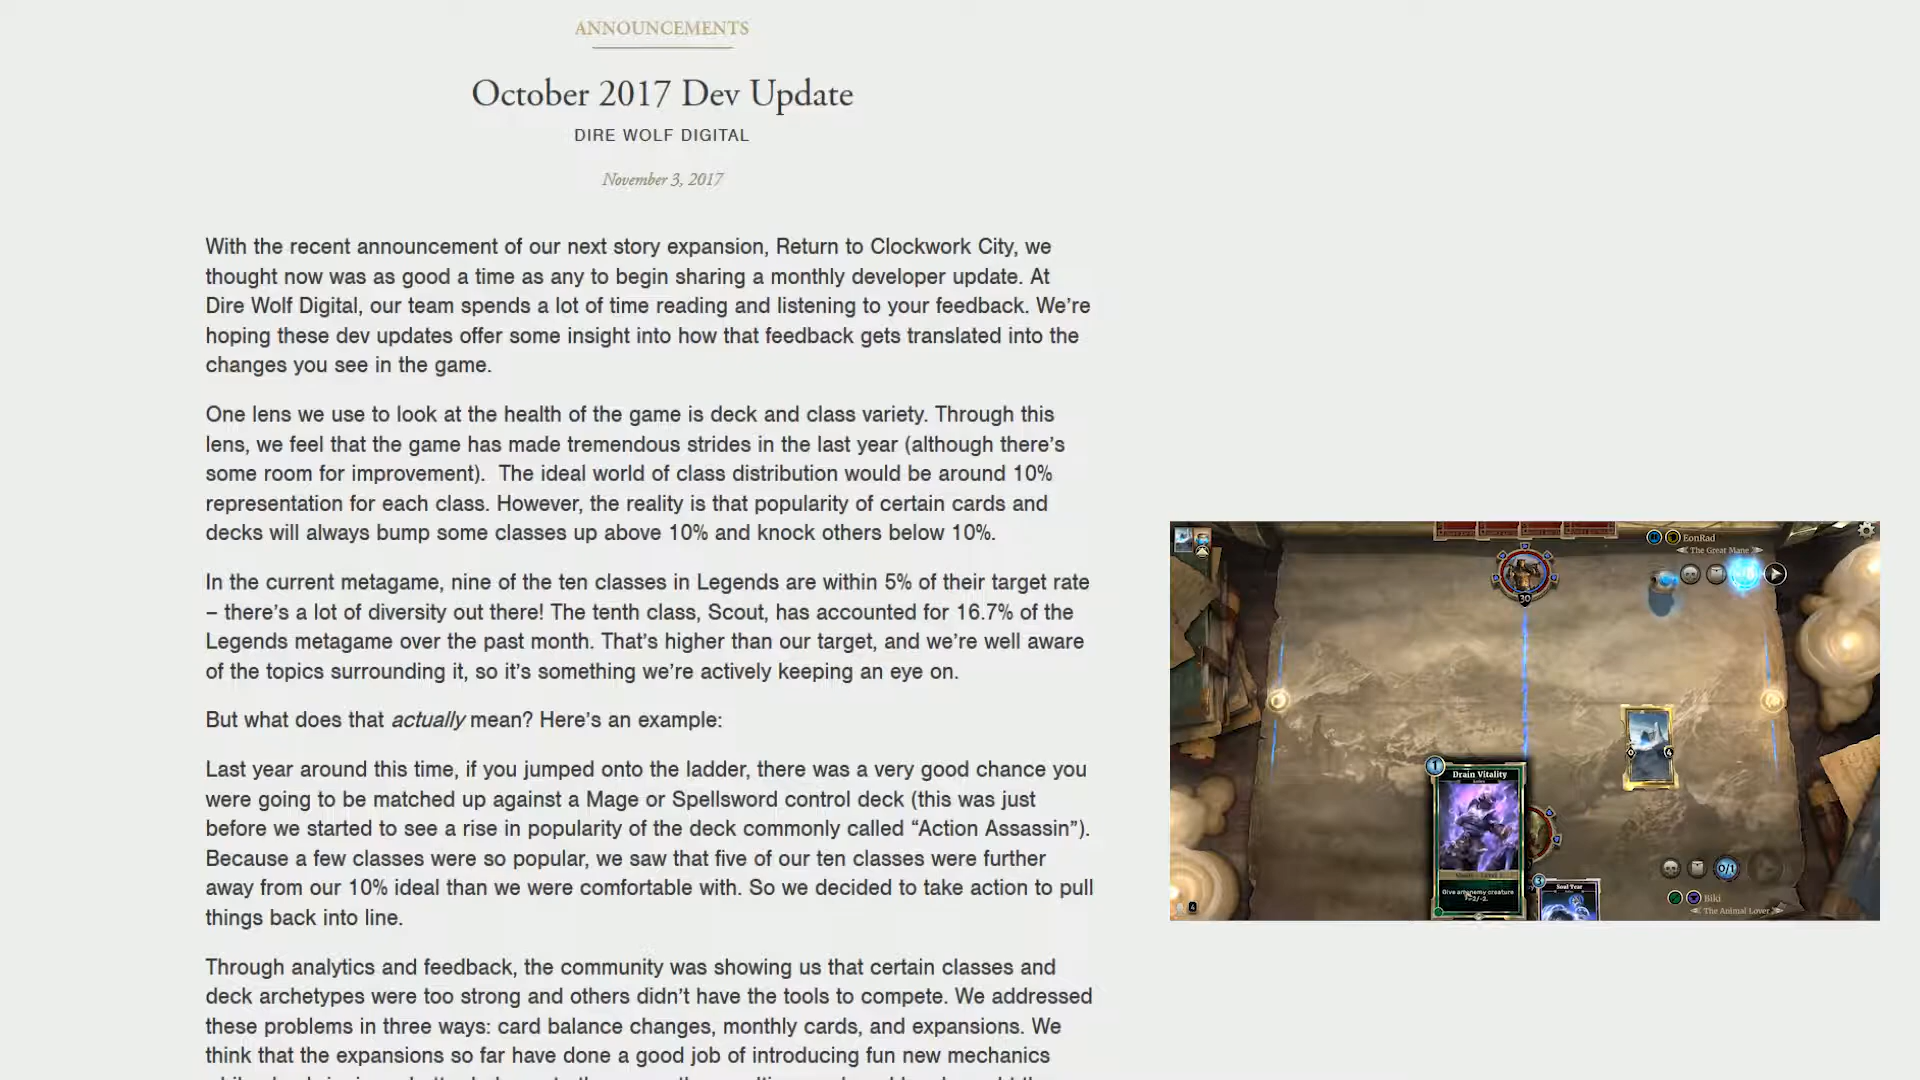 ANNOUNCEMENTS
October 2017 Dev Update
DIRE WOLF DIGITAL
November 3, 2017
With the recent announcement of our next story expansion, Return to Clockwork City, we
thought now was as good a time as any to begin sharing a monthly developer update. At
Dire Wolf Digital, our team spends a lot of time reading and listening to your feedback. We’re
hoping these dev updates offer some insight into how that feedback gets translated into the
changes you see in the game.
One lens we use to look at the health of the game is deck and class variety. Through this
lens, we feel that the game has made tremendous strides in the last year (although there’s
some room for improvement).  The ideal world of class distribution would be around 10%
representation for each class. However, the reality is that popularity of certain cards and
decks will always bump some classes up above 10% and knock others below 10%.
In the current metagame, nine of the ten classes in Legends are within 5% of their target rate
– there’s a lot of diversity out there! The tenth class, Scout, has accounted for 16.7% of the
Legends metagame over the past month. That’s higher than our target, and we’re well aware
of the topics surrounding it, so it’s something we’re actively keeping an eye on.
But what does that actually mean? Here’s an example:
Last year around this time, if you jumped onto the ladder, there was a very good chance you
were going to be matched up against a Mage or Spellsword control deck (this was just
before we started to see a rise in popularity of the deck commonly called “Action Assassin”).
Because a few classes were so popular, we saw that five of our ten classes were further
away from our 10% ideal than we were comfortable with. So we decided to take action to pull
things back into line.
Through analytics and feedback, the community was showing us that certain classes and
deck archetypes were too strong and others didn’t have the tools to compete. We addressed
these problems in three ways: card balance changes, monthly cards, and expansions. We
think that the expansions so far have done a good job of introducing fun new mechanics
EonRad
The Great Mane
30
1
Drain Vitality
Give an enemy creature
-2/-2.
3
Soul Tear
0/1
Biki
The Animal Lover
4